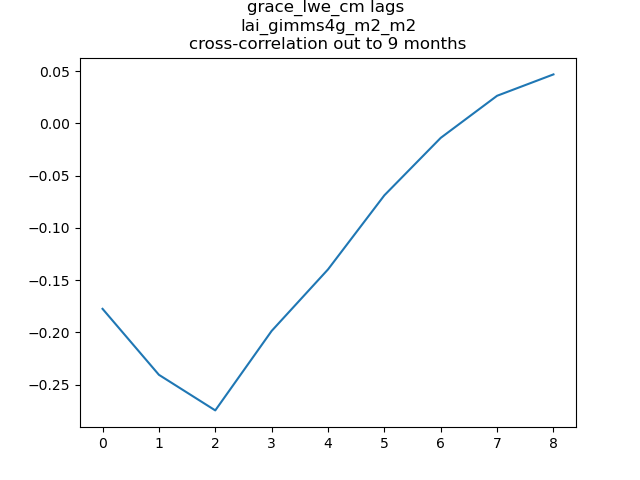 grace_lwe_cm lags
lai_gimms4g_m2_m2
cross-correlation out to 9 months
0.05
0.00
−0.05
−0.10
−0.15
−0.20
−0.25
0 1 2 3 4 5 6 7 8